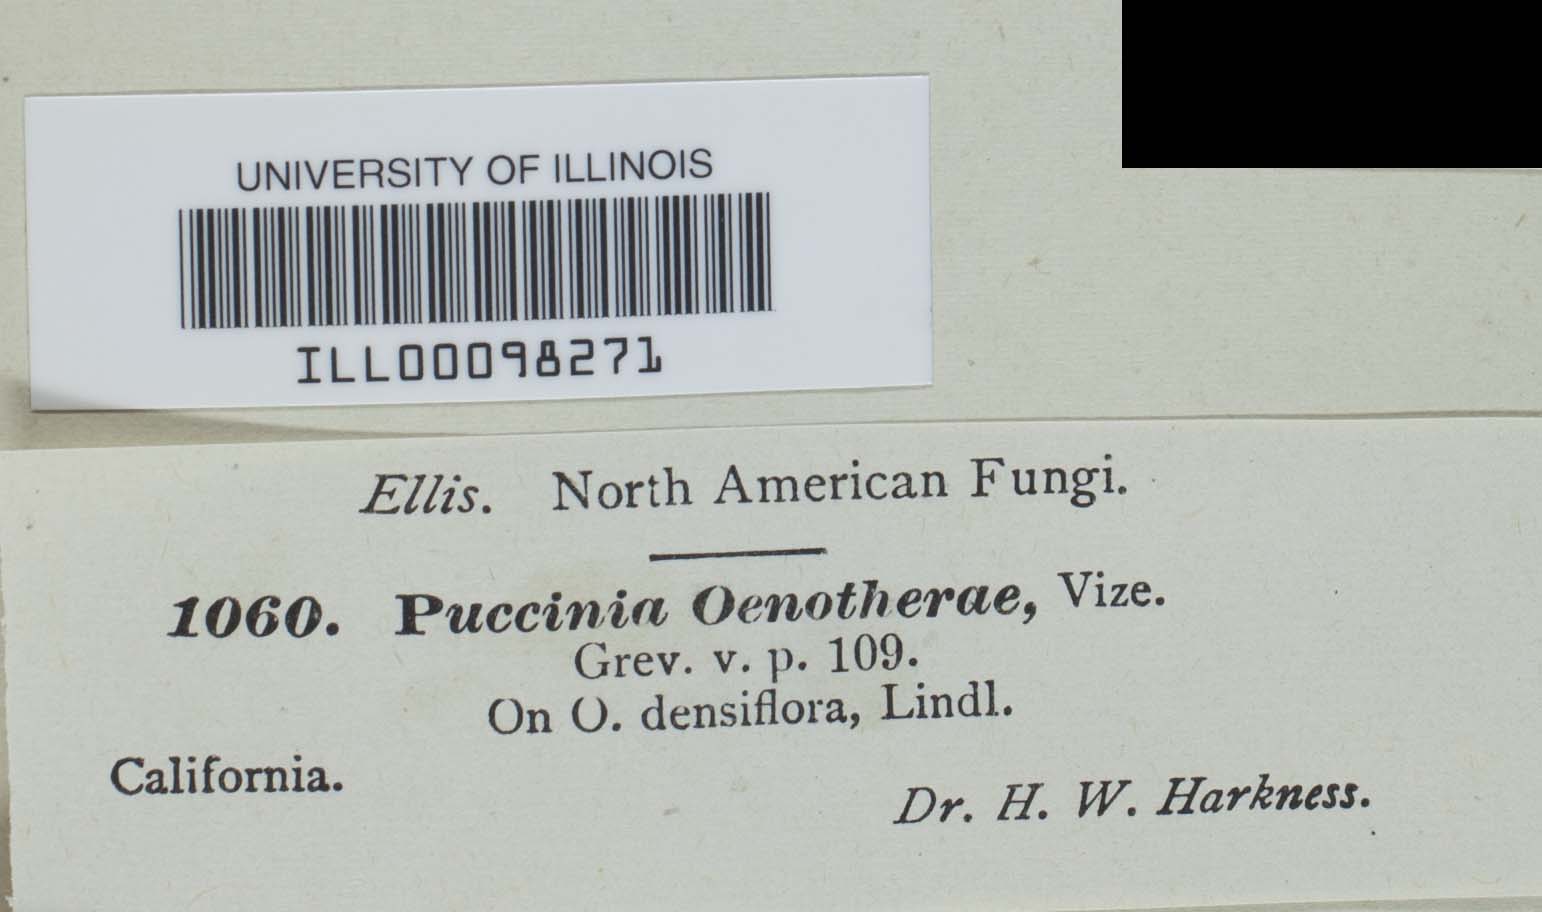 UNIVERSITY OF ILLINOIS
ILL00098271
Ellis. North American Fungi.
1060. Puccinia Oenotherae, Vize.
Grev. v. p. 109.
On O. densiflora, Lindl.
California.
Dr. H. W. Harkness.